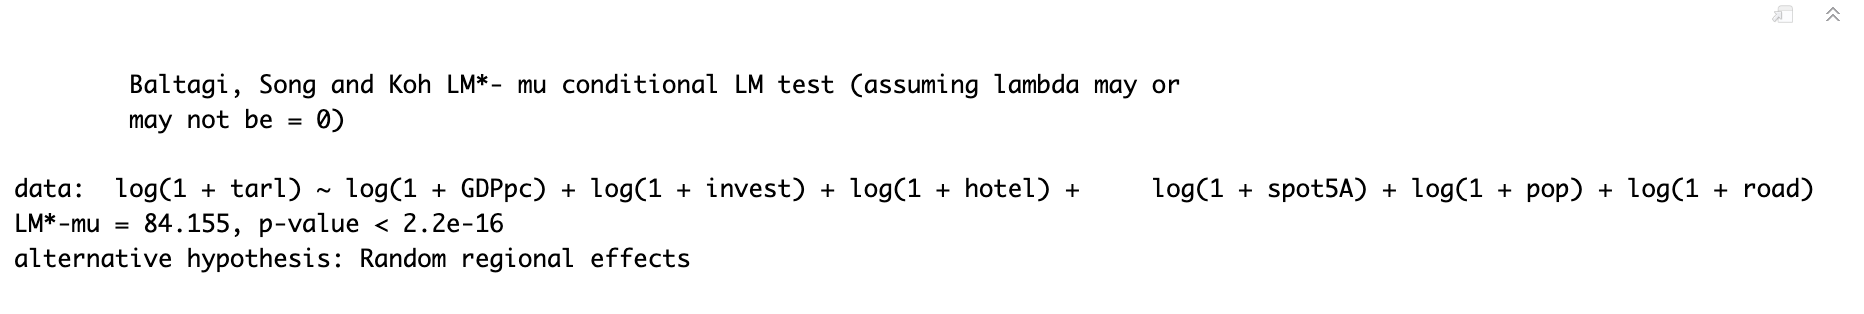 Baltagi, Song and Koh LM*- mu conditional LM test (assuming lambda may or
may not be = 0)
data:  log(1 + tarl) ~ log(1 + GDPpc) + log(1 + invest) + log(1 + hotel) +     log(1 + spot5A) + log(1 + pop) + log(1 + road)
LM*-mu = 84.155, p-value < 2.2e-16
alternative hypothesis: Random regional effects